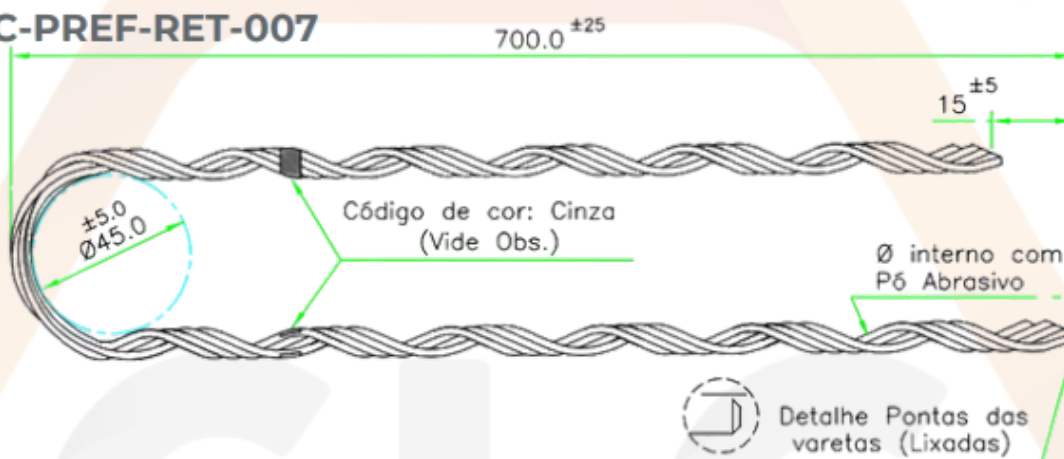 C-PREF-RET-007
700.0 ±25
15 ±5
±5.0
Ø45.0
Código de cor: Cinza
(Vide Obs.)
Ø interno com
Pó Abrasivo
Detalhe Pontas das
varetas (Lixadas)